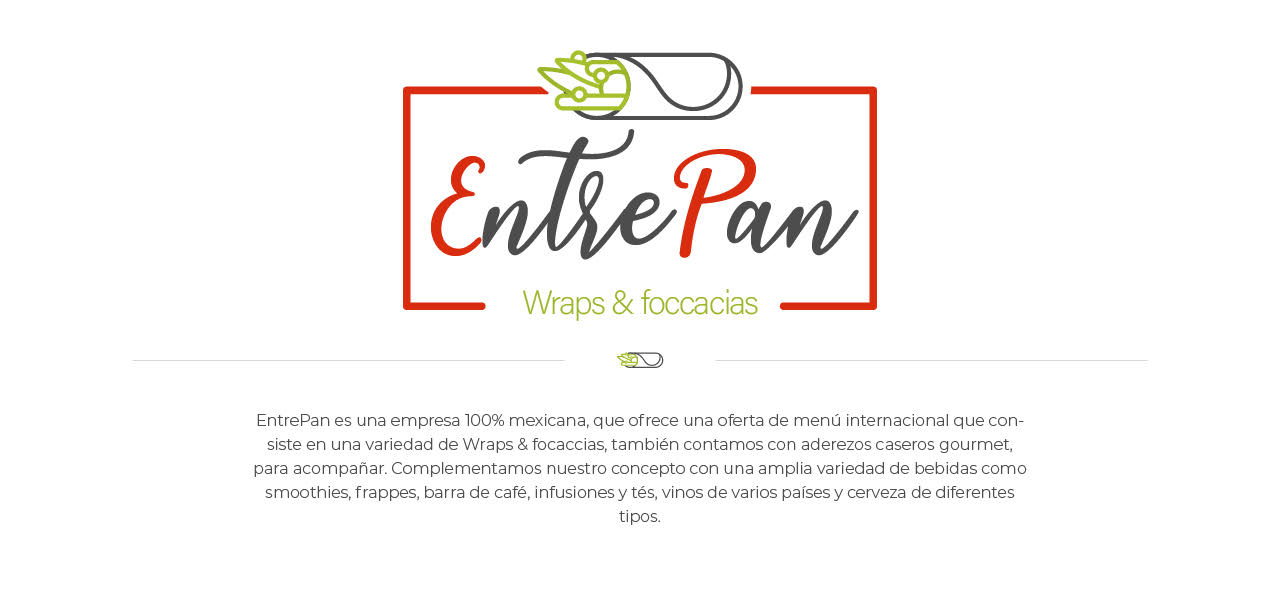 EntrePan
Wraps & foccacias
EntrePan es una empresa 100% mexicana, que ofrece una oferta de menú internacional que con-
siste en una variedad de Wraps & focaccias, también contamos con aderezos caseros gourmet,
para acompañar. Complementamos nuestro concepto con una amplia variedad de bebidas como
smoothies, frappes, barra de café, infusiones y tés, vinos de varios países y cerveza de diferentes
tipos.